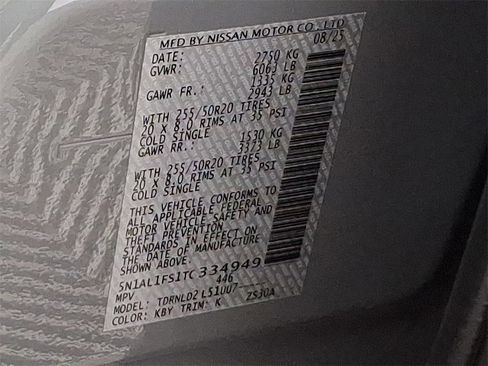 MFD BY NISSAN MOTOR CO., LTD
DATE: 08/25
GVWR: 2750 KG
6063 LB
GAWR FR.: 1335 KG
2943 LB
WITH 255/50R20 TIRES
20 X 8.0 RIMS AT 35 PSI
COLD SINGLE
GAWR RR.: 1530 KG
3373 LB
WITH 255/50R20 TIRES
20 X 8.0 RIMS AT 35 PSI
COLD SINGLE
THIS VEHICLE CONFORMS TO
ALL APPLICABLE FEDERAL
MOTOR VEHICLE SAFETY AND
THEFT PREVENTION
STANDARDS IN EFFECT ON
THE DATE OF MANUFACTURE
SHOWN ABOVE
5N1AL1FS1TC334949
MPV 446
MODEL: TDRNLD2 L51UU7----- ZS30A
COLOR: KBY TRIM: K